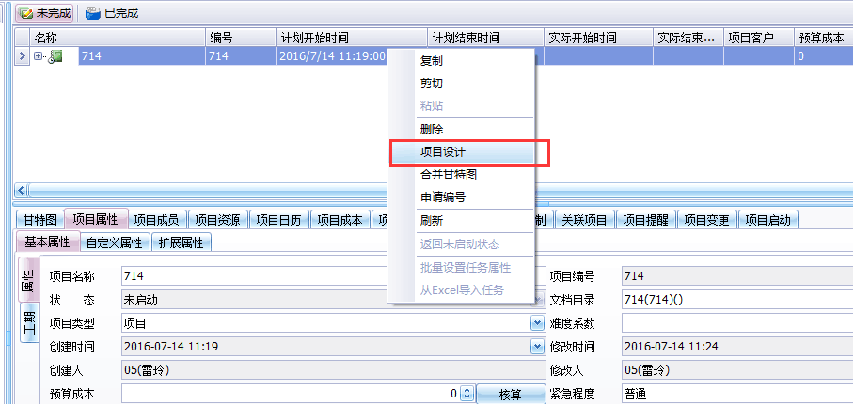 未完成 已完成
名称 编号 计划开始时间 计划结束时间 实际开始时间 实际结束... 项目客户 预算成本
714 714 2016/7/14 11:19:00 0
复制
剪切
粘贴
删除
项目设计
合并甘特图
申请编号
刷新
返回未启动状态
批量设置任务属性
从Excel导入任务
甘特图 项目属性 项目成员 项目资源 项目日历 项目成本 关联项目 项目提醒 项目变更 项目启动
基本属性 自定义属性 扩展属性
属性
工期
项目名称 714 项目编号 714
状 态 未启动 文档目录 714(714)()
项目类型 项目 难度系数
创建时间 2016-07-14 11:19 修改时间 2016-07-14 11:24
创建人 05(雷玲) 修改人 05(雷玲)
预算成本 0 核算 紧急程度 普通